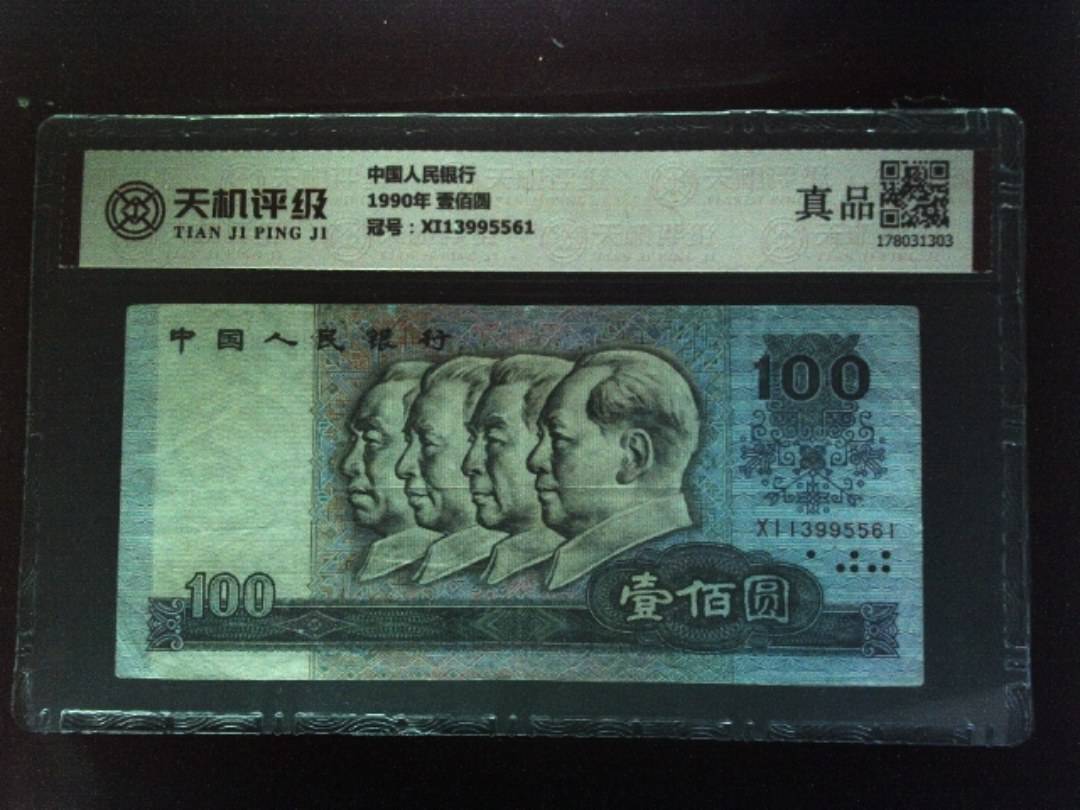 天机评级
TIAN JI PING JI
中国人民银行
1990年 壹佰圆
冠号：XI13995561
真品
178031303
中国人民银行
100
XI13995561
100
壹佰圆